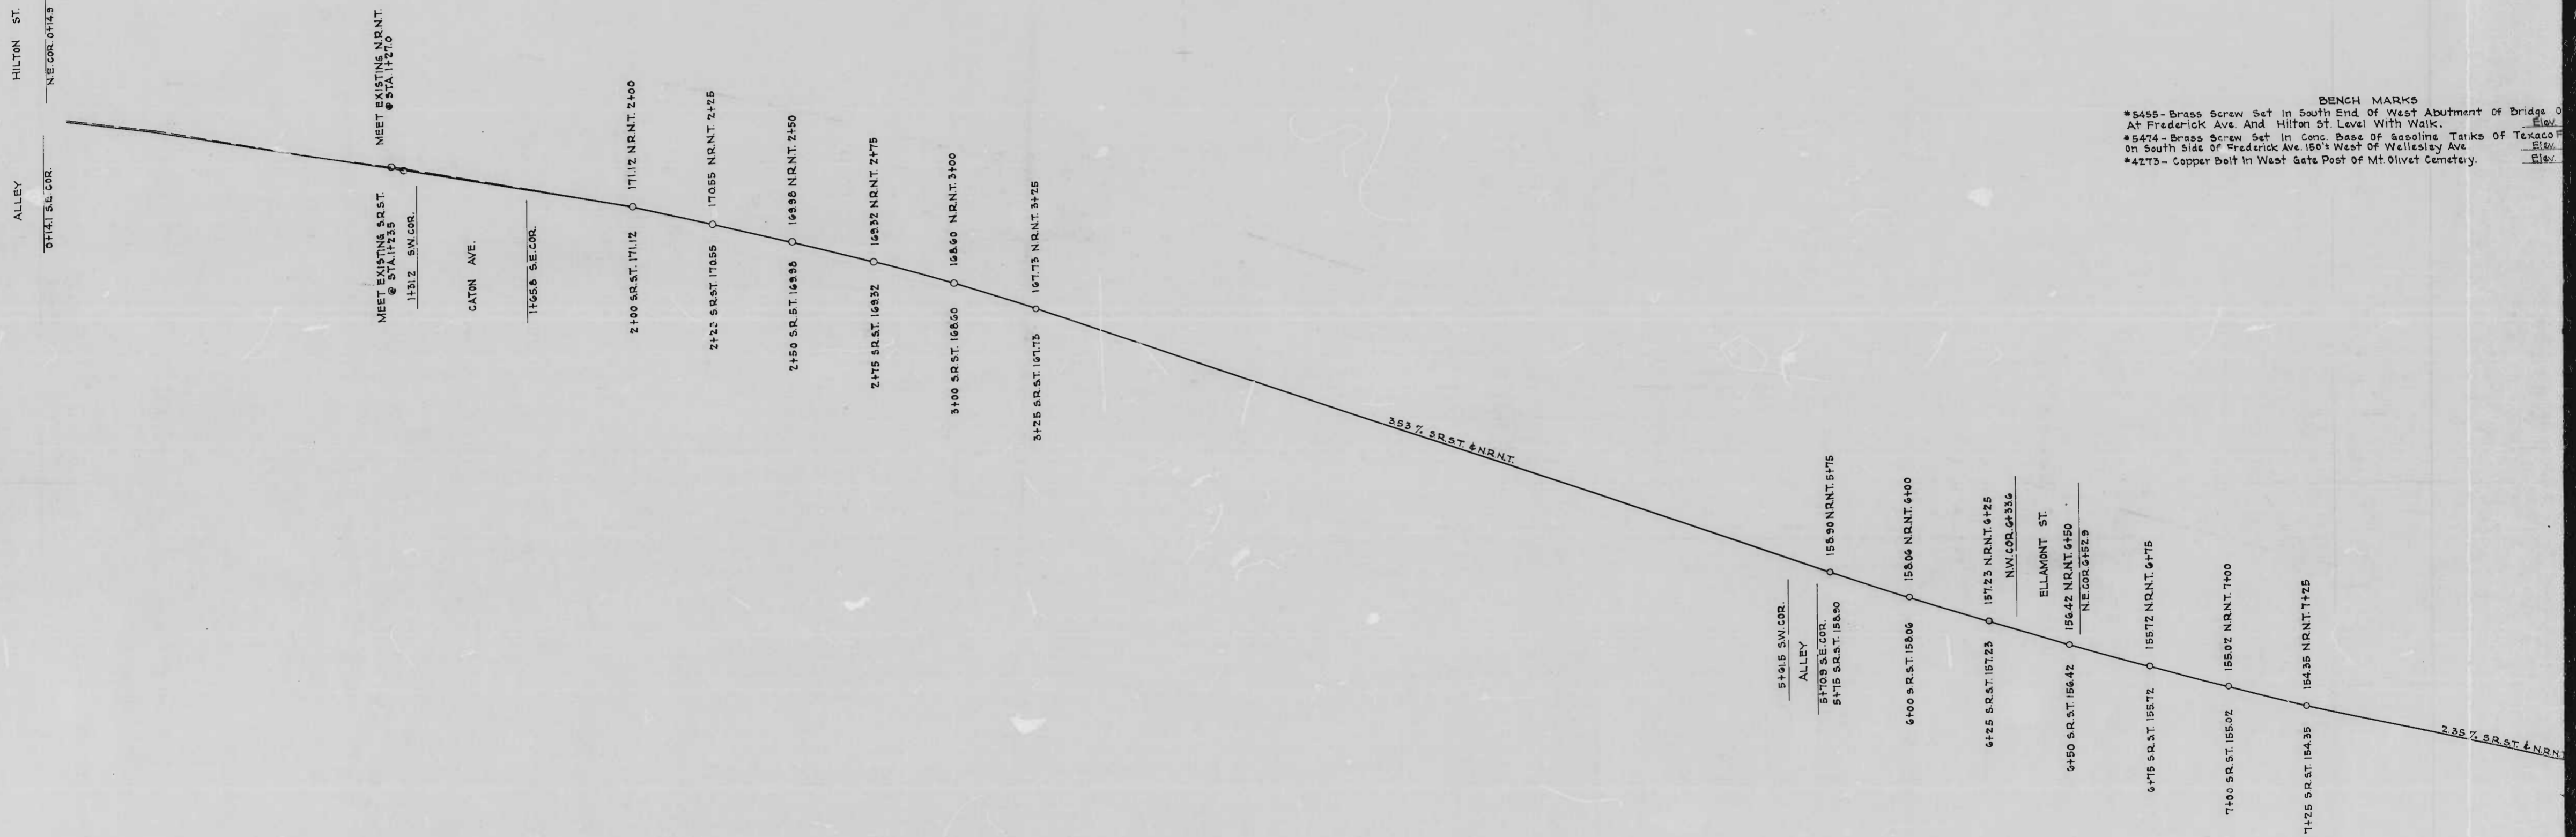 HILTON ST.
N.E.COR. 0+14.9
ALLEY
0+14.1 S.E.COR.
MEET EXISTING N.R.N.T.
@ STA. 1+27.0
MEET EXISTING S.R.S.T.
@ STA. 1+23.5
1+31.2 S.W.COR.
CATON AVE.
1+65.8 S.E.COR.
171.12 N.R.N.T. 2+00
2+00 S.R.S.T. 171.12
170.55 N.R.N.T. 2+25
2+25 S.R.S.T. 170.55
169.98 N.R.N.T. 2+50
2+50 S.R.S.T. 169.98
169.32 N.R.N.T. 2+75
2+75 S.R.S.T. 169.32
168.60 N.R.N.T. 3+00
3+00 S.R.S.T. 168.60
167.73 N.R.N.T. 3+25
3+25 S.R.S.T. 167.73
3.53 % S.R.S.T. & N.R.N.T.
5+61.5 S.W.COR.
ALLEY
5+70.9 S.E.COR.
158.90 N.R.N.T. 5+75
5+75 S.R.S.T. 158.90
158.06 N.R.N.T. 6+00
6+00 S.R.S.T. 158.06
157.23 N.R.N.T. 6+25
6+25 S.R.S.T. 157.23
N.W.COR. 6+33.6
ELLAMONT ST.
156.42 N.R.N.T. 6+50
6+50 S.R.S.T. 156.42
N.E.COR 6+52.9
155.72 N.R.N.T. 6+75
6+75 S.R.S.T. 155.72
155.02 N.R.N.T. 7+00
7+00 S.R.S.T. 155.02
154.35 N.R.N.T. 7+25
7+25 S.R.S.T. 154.35
2.35 % S.R.S.T. & N.R.N.T
BENCH MARKS
*5455 - Brass Screw Set In South End Of West Abutment of Bridge O
At Frederick Ave. And Hilton St. Level With Walk. Elev.
*5474 - Brass Screw Set In Conc. Base Of Gasoline Tanks Of Texaco F
On South Side Of Frederick Ave. 150'± West Of Wellesley Ave Elev.
*4273 - Copper Bolt In West Gate Post Of Mt. Olivet Cemetery. Elev.